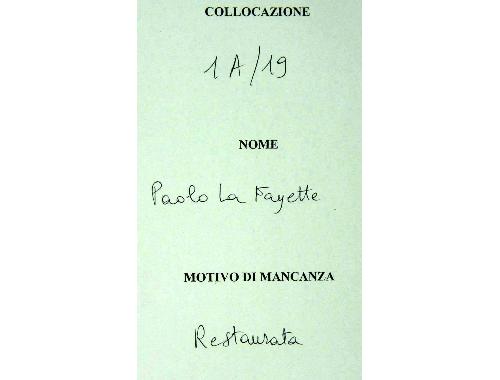 COLLOCAZIONE
1A/19
NOME
Paolo La Fayette
MOTIVO DI MANCANZA
Restaurata